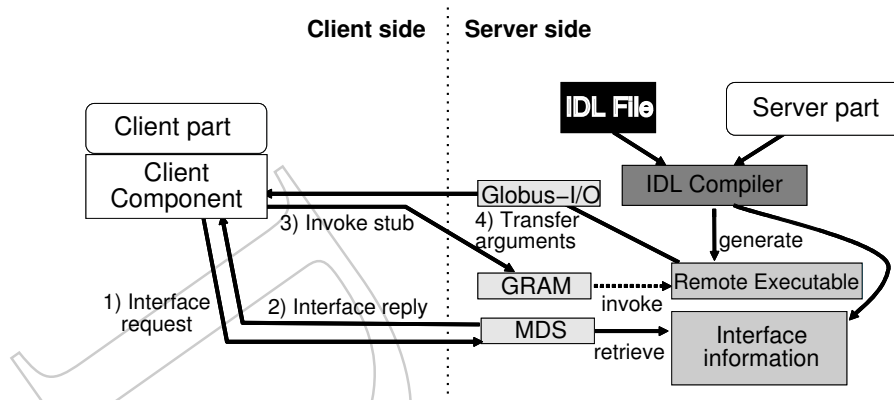 Client side
Server side
IDL File
Server part
Client part
Client
Component
IDL Compiler
Globus−I/O
3) Invoke stub
4) Transfer
arguments
generate
GRAM
invoke
Remote Executable
1) Interface
request
2) Interface reply
MDS
retrieve
Interface
information